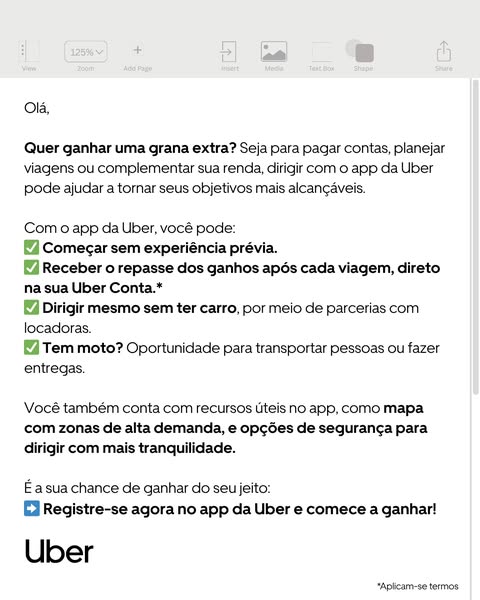 125%
View
Zoom
Add Page
Insert
Media
Text Box
Shape
Share
Olá,
Quer ganhar uma grana extra? Seja para pagar contas, planejar
viagens ou complementar sua renda, dirigir com o app da Uber
pode ajudar a tornar seus objetivos mais alcançáveis.
Com o app da Uber, você pode:
✅ Começar sem experiência prévia.
✅ Receber o repasse dos ganhos após cada viagem, direto
na sua Uber Conta.*
✅ Dirigir mesmo sem ter carro, por meio de parcerias com
locadoras.
✅ Tem moto? Oportunidade para transportar pessoas ou fazer
entregas.
Você também conta com recursos úteis no app, como mapa
com zonas de alta demanda, e opções de segurança para
dirigir com mais tranquilidade.
É a sua chance de ganhar do seu jeito:
➡️ Registre-se agora no app da Uber e comece a ganhar!
Uber
*Aplicam-se termos